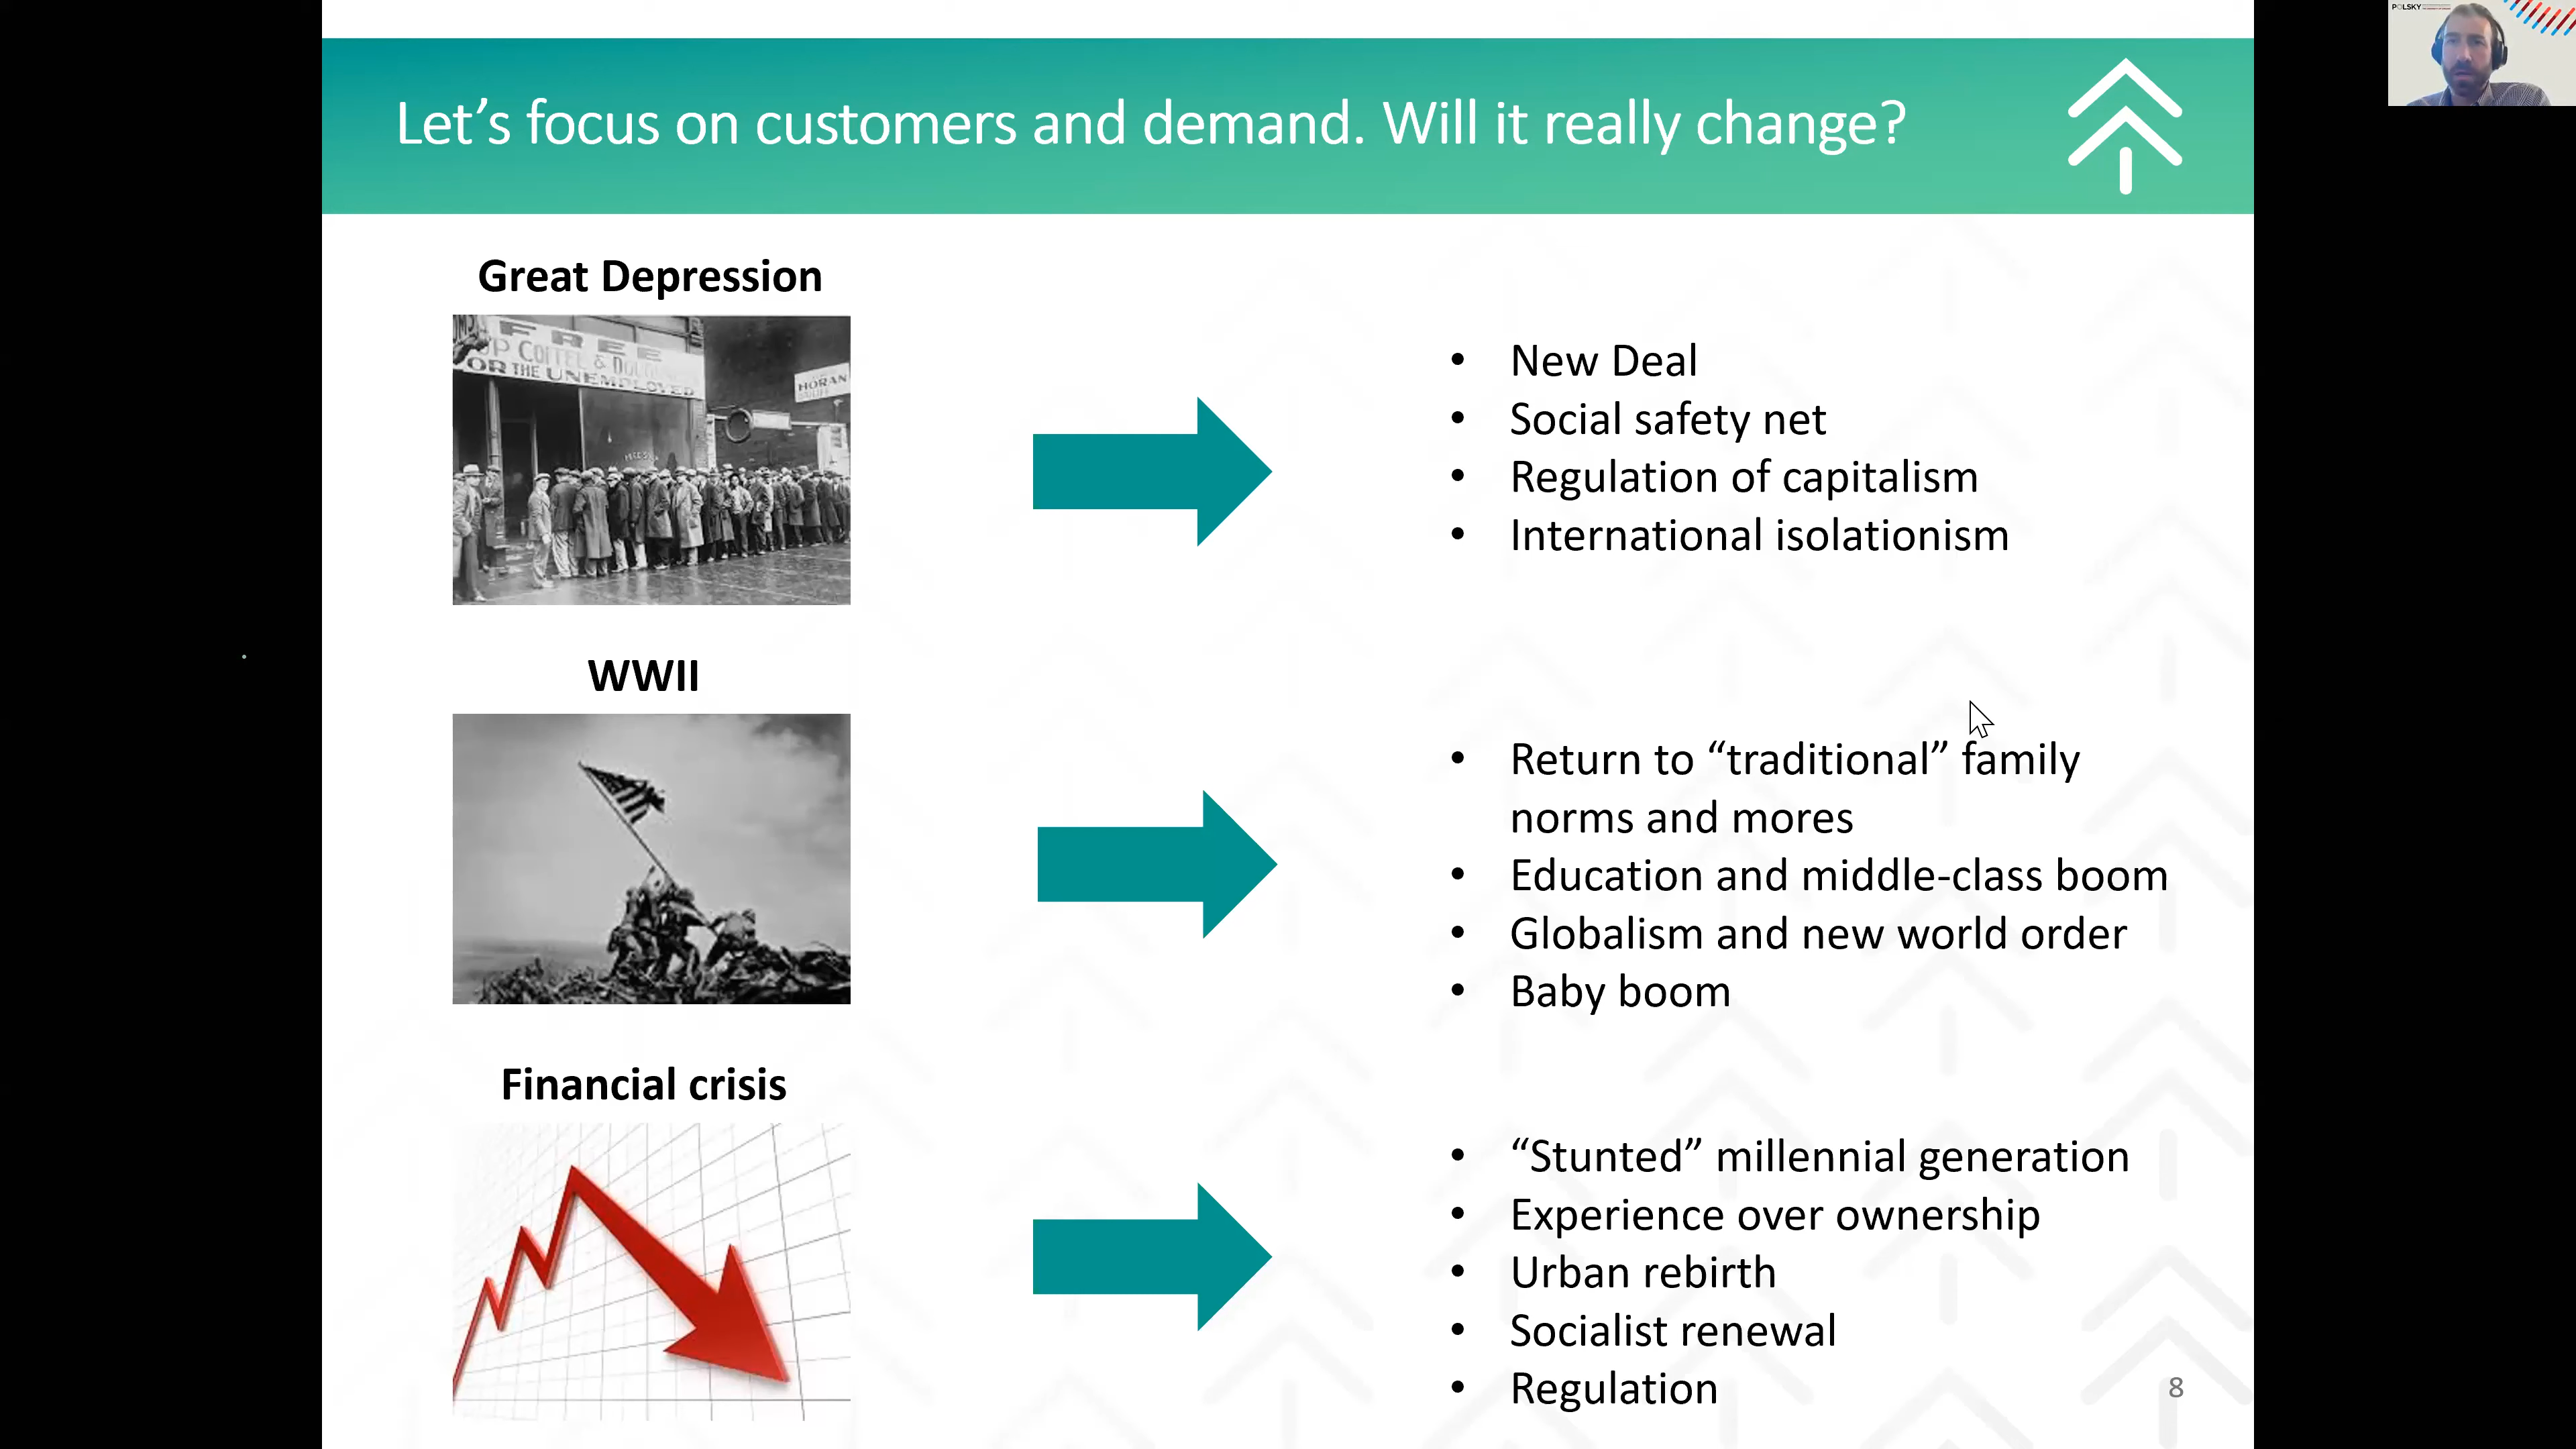 POLSKY
Let’s focus on customers and demand. Will it really change?
Great Depression
FREE
COFFEE & DOUGHNUTS
FOR THE UNEMPLOYED
HORAN
• New Deal
• Social safety net
• Regulation of capitalism
• International isolationism
WWII
• Return to “traditional” family
norms and mores
• Education and middle-class boom
• Globalism and new world order
• Baby boom
Financial crisis
• “Stunted” millennial generation
• Experience over ownership
• Urban rebirth
• Socialist renewal
• Regulation
8